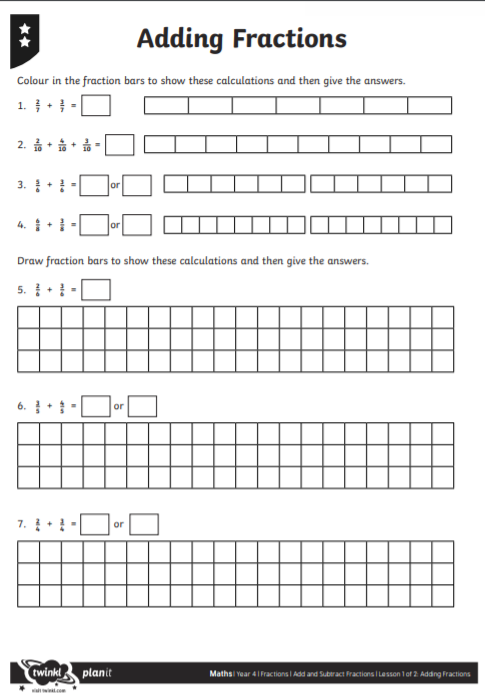 Adding Fractions
Colour in the fraction bars to show these calculations and then give the answers.
1. 2/7 + 3/7 =
2. 2/10 + 4/10 + 3/10 =
3. 5/6 + 3/6 = or
4. 6/8 + 3/8 = or
Draw fraction bars to show these calculations and then give the answers.
5. 2/6 + 3/6 =
6. 3/5 + 4/5 = or
7. 2/4 + 3/4 = or
twinkl planit
visit twinkl.com
Maths | Year 4 | Fractions | Add and Subtract Fractions | Lesson 1 of 2: Adding Fractions